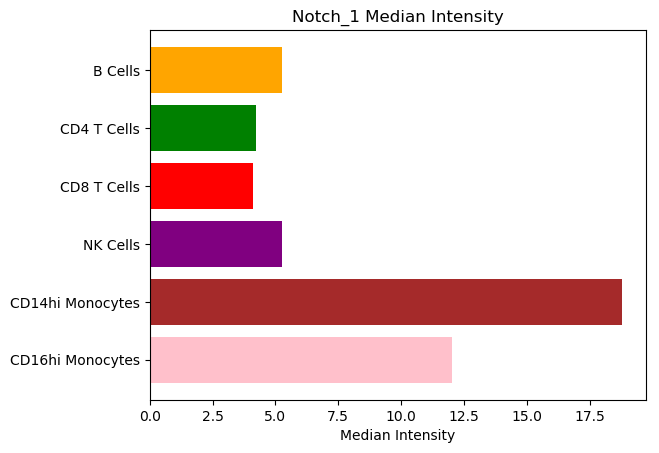 Notch_1 Median Intensity
B Cells
CD4 T Cells
CD8 T Cells
NK Cells
CD14hi Monocytes
CD16hi Monocytes
0.0 2.5 5.0 7.5 10.0 12.5 15.0 17.5
Median Intensity